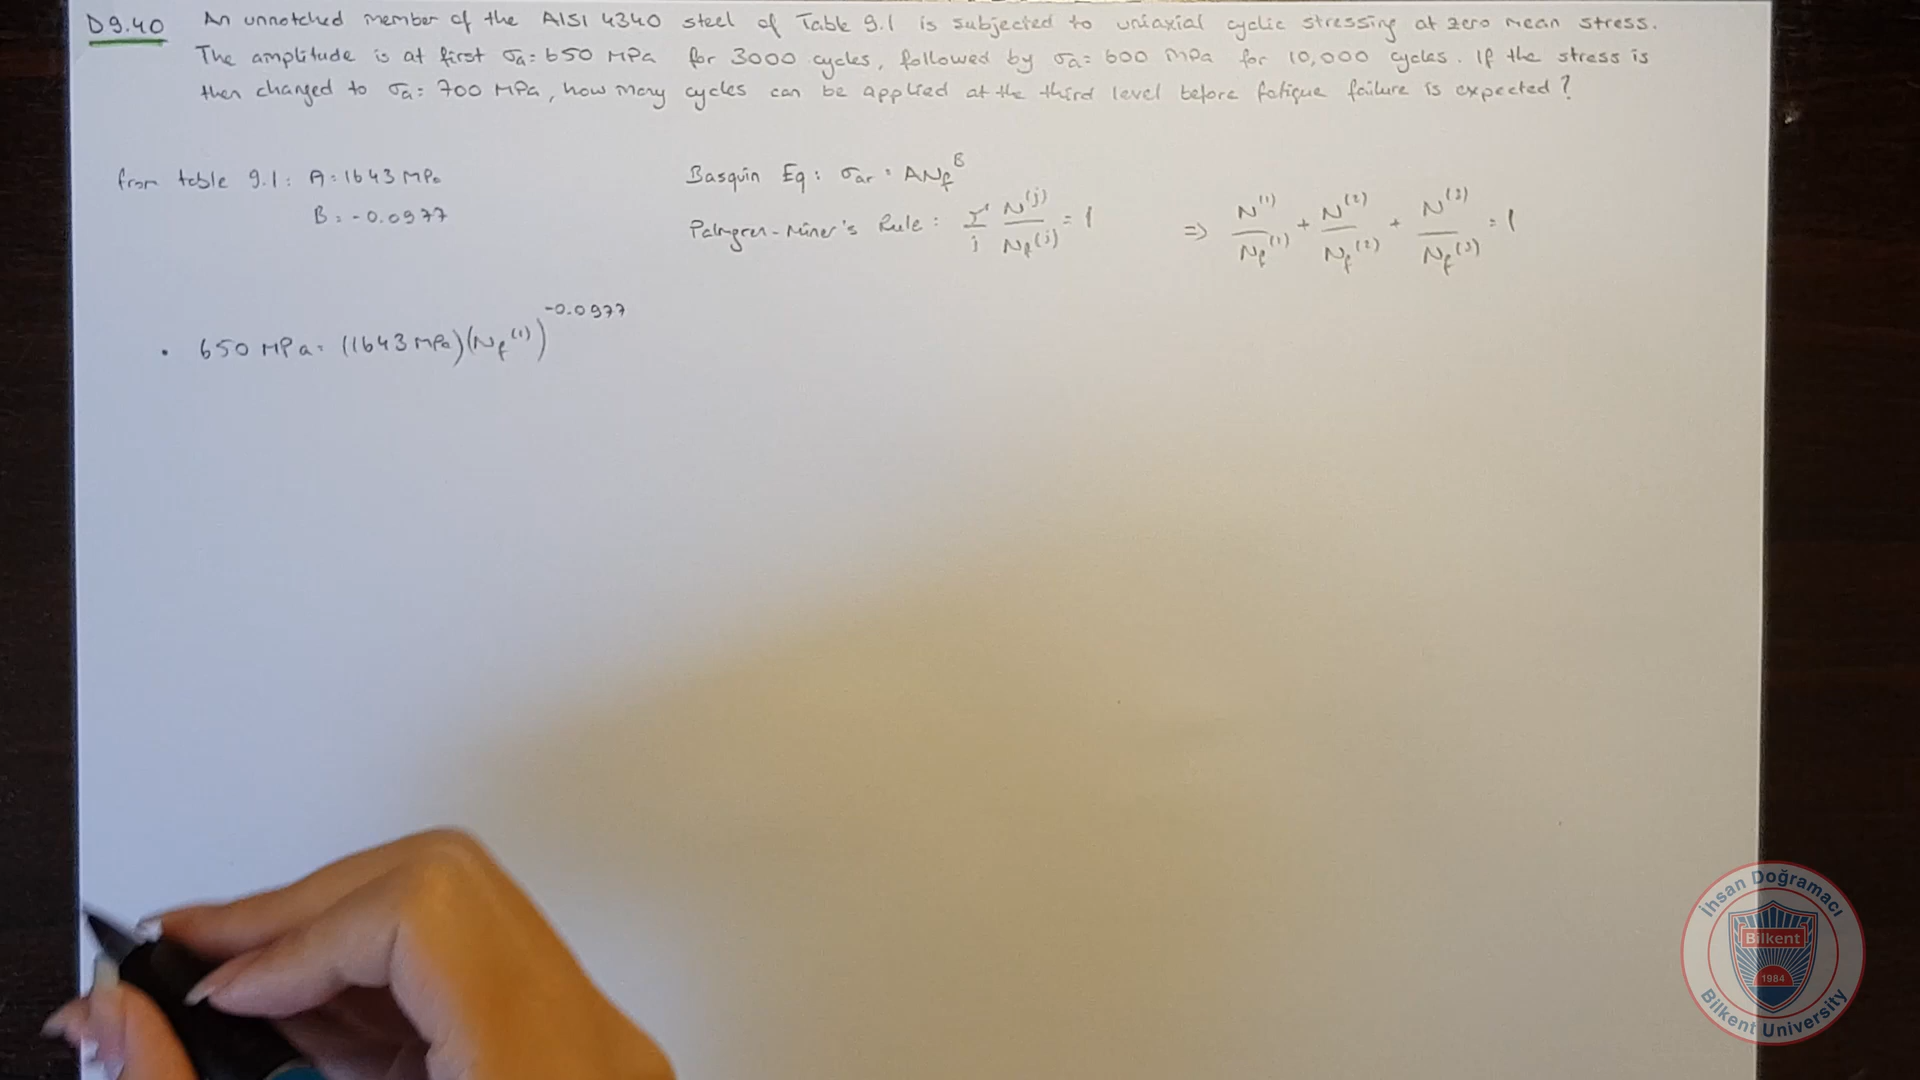 D9.40 An unnotched member of the AISI 4340 steel of Table 9.1 is subjected to uniaxial cyclic stressing at zero mean stress.
The amplitude is at first σa = 650 MPa for 3000 cycles, followed by σa = 600 MPa for 10,000 cycles. If the stress is
then changed to σa = 700 MPa, how many cycles can be applied at the third level before fatigue failure is expected?
from table 9.1: A = 1643 MPa
B = -0.0977
Basquin Eq: σar = A Nf^B
Palmgren-Miner's Rule: Σj N^(j)/Nf^(j) = 1
⇒ N^(1)/Nf^(1) + N^(2)/Nf^(2) + N^(3)/Nf^(3) = 1
• 650 MPa = (1643 MPa)(Nf^(1))^-0.0977
İhsan Doğramacı
Bilkent
1984
Bilkent University